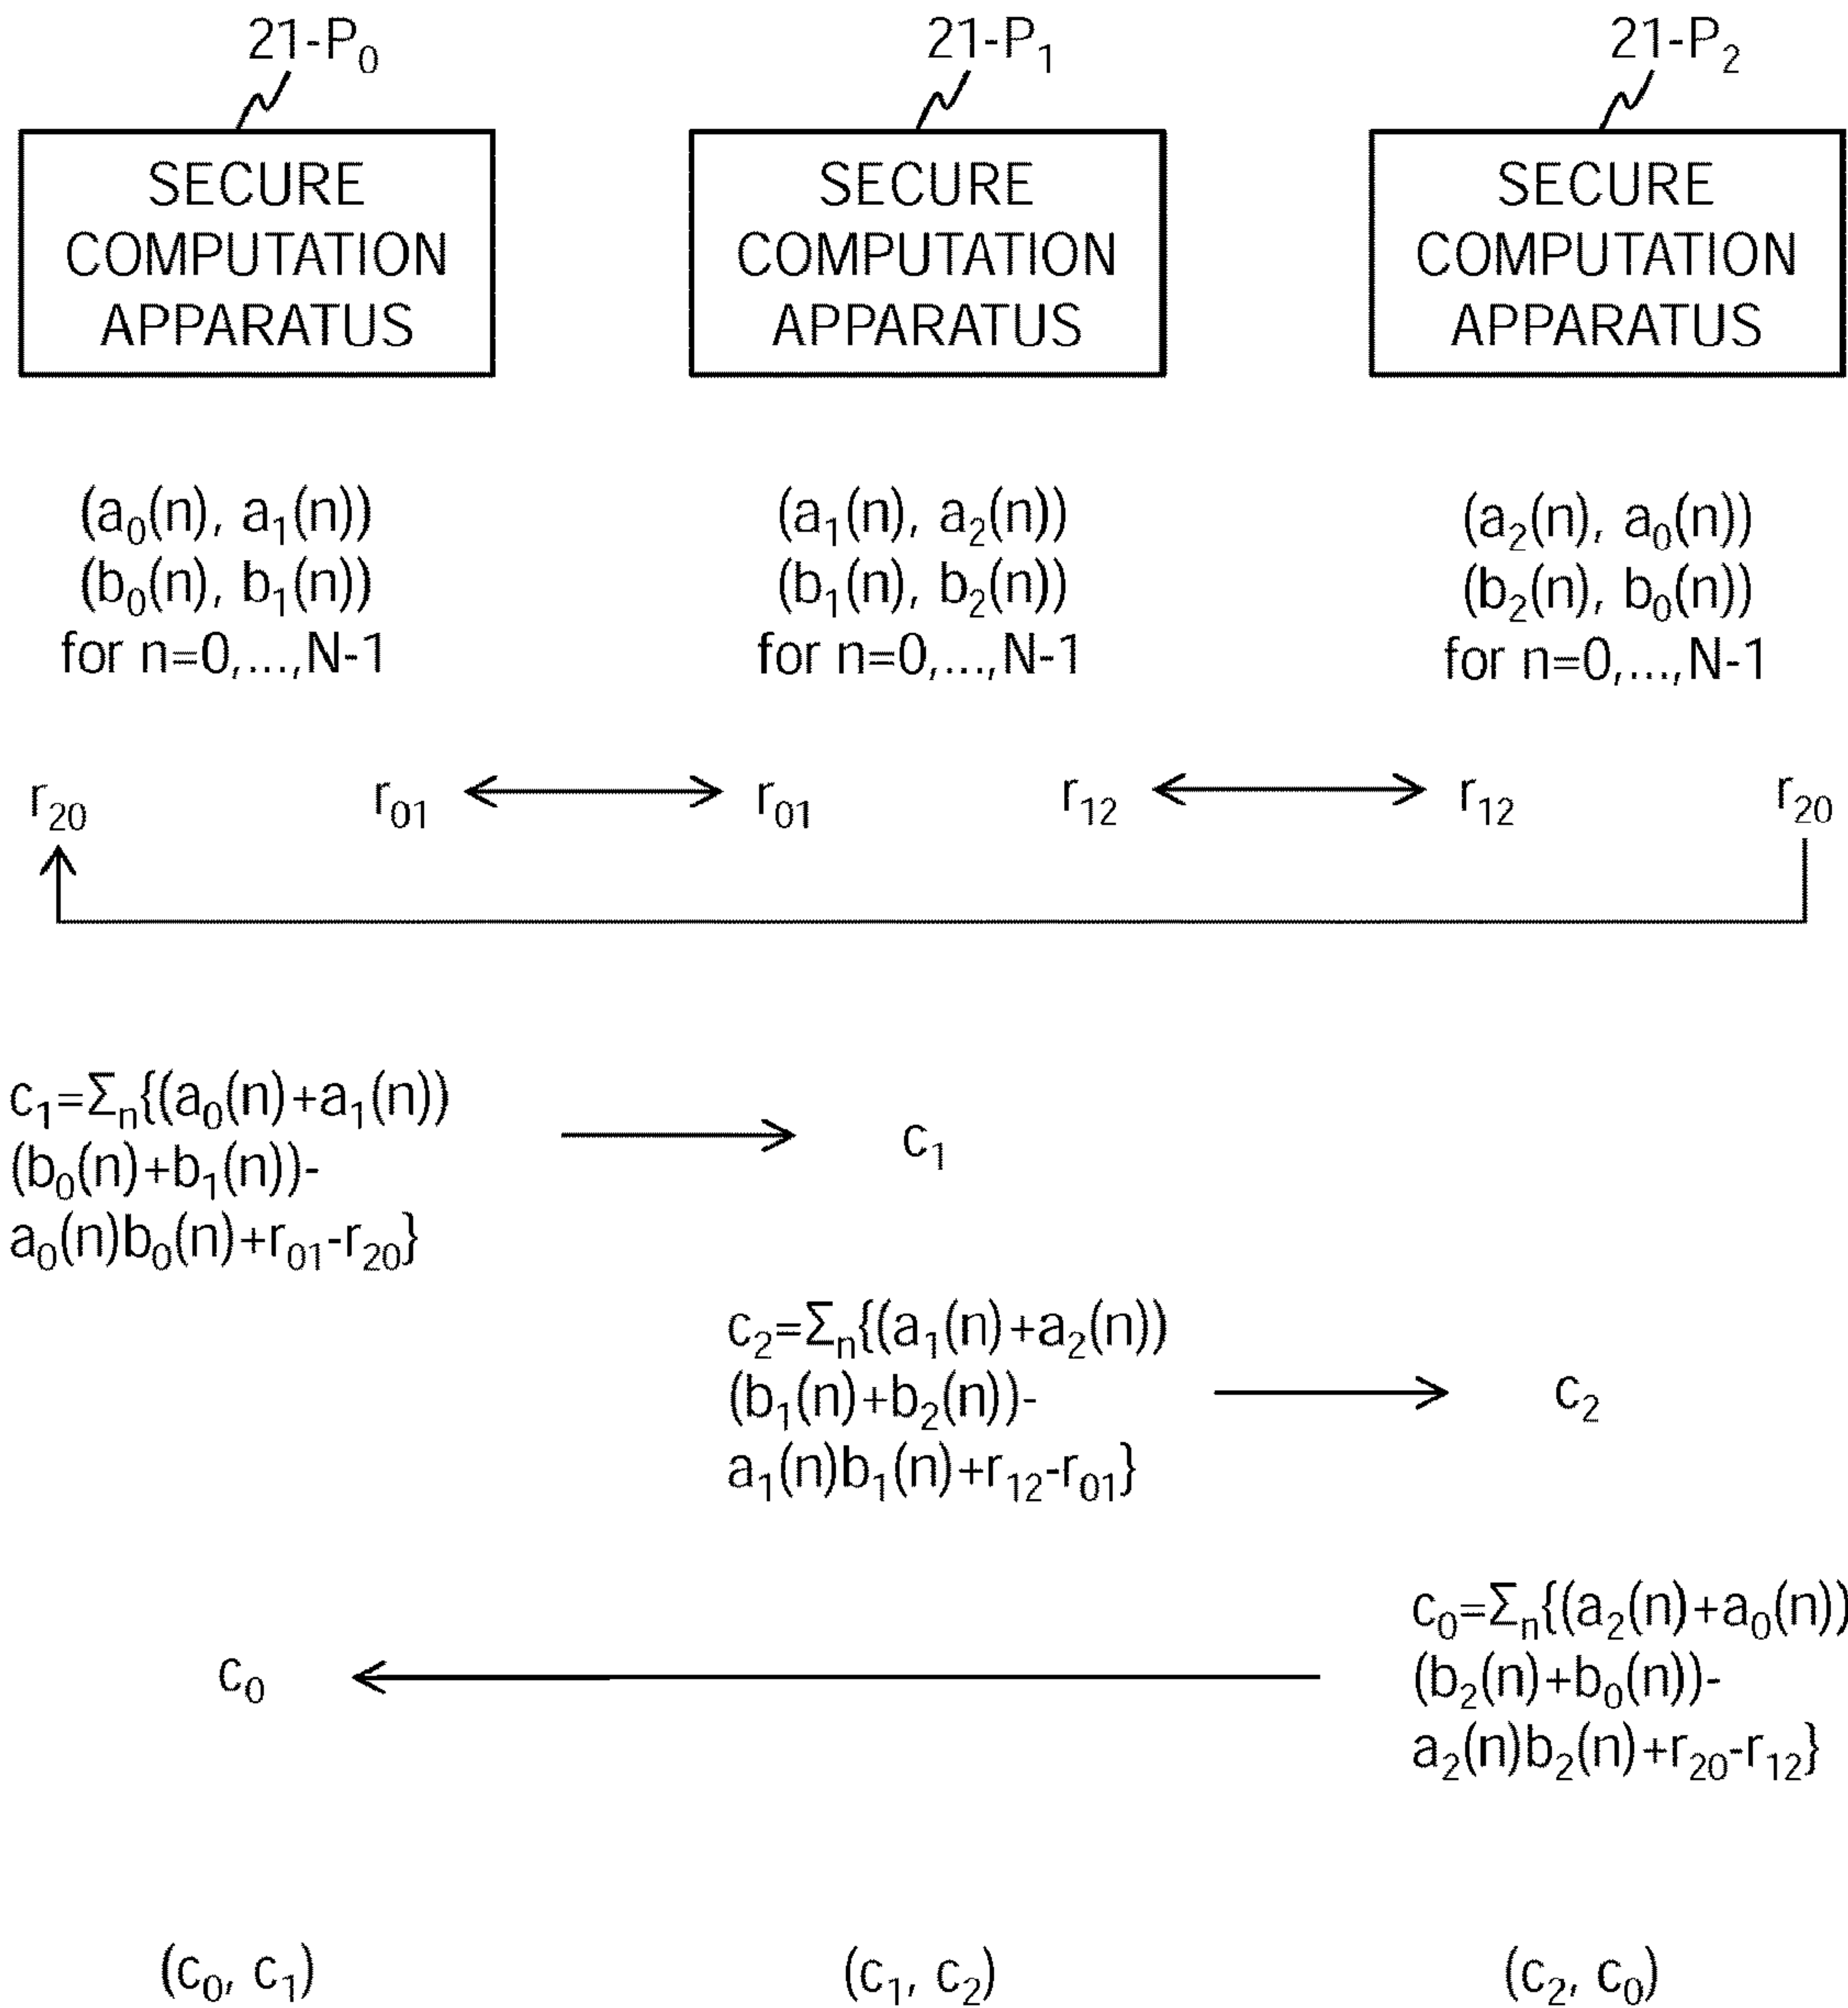 21-P₀
21-P₁
21-P₂
SECURE
COMPUTATION
APPARATUS
SECURE
COMPUTATION
APPARATUS
SECURE
COMPUTATION
APPARATUS
(a₀(n), a₁(n))
(b₀(n), b₁(n))
for n=0,...,N-1
(a₁(n), a₂(n))
(b₁(n), b₂(n))
for n=0,...,N-1
(a₂(n), a₀(n))
(b₂(n), b₀(n))
for n=0,...,N-1
r₂₀
r₀₁
r₀₁
r₁₂
r₁₂
r₂₀
c₁=Σₙ{(a₀(n)+a₁(n))
(b₀(n)+b₁(n))-
a₀(n)b₀(n)+r₀₁-r₂₀}
c₁
c₂=Σₙ{(a₁(n)+a₂(n))
(b₁(n)+b₂(n))-
a₁(n)b₁(n)+r₁₂-r₀₁}
c₂
c₀=Σₙ{(a₂(n)+a₀(n))
(b₂(n)+b₀(n))-
a₂(n)b₂(n)+r₂₀-r₁₂}
c₀
(c₀, c₁)
(c₁, c₂)
(c₂, c₀)